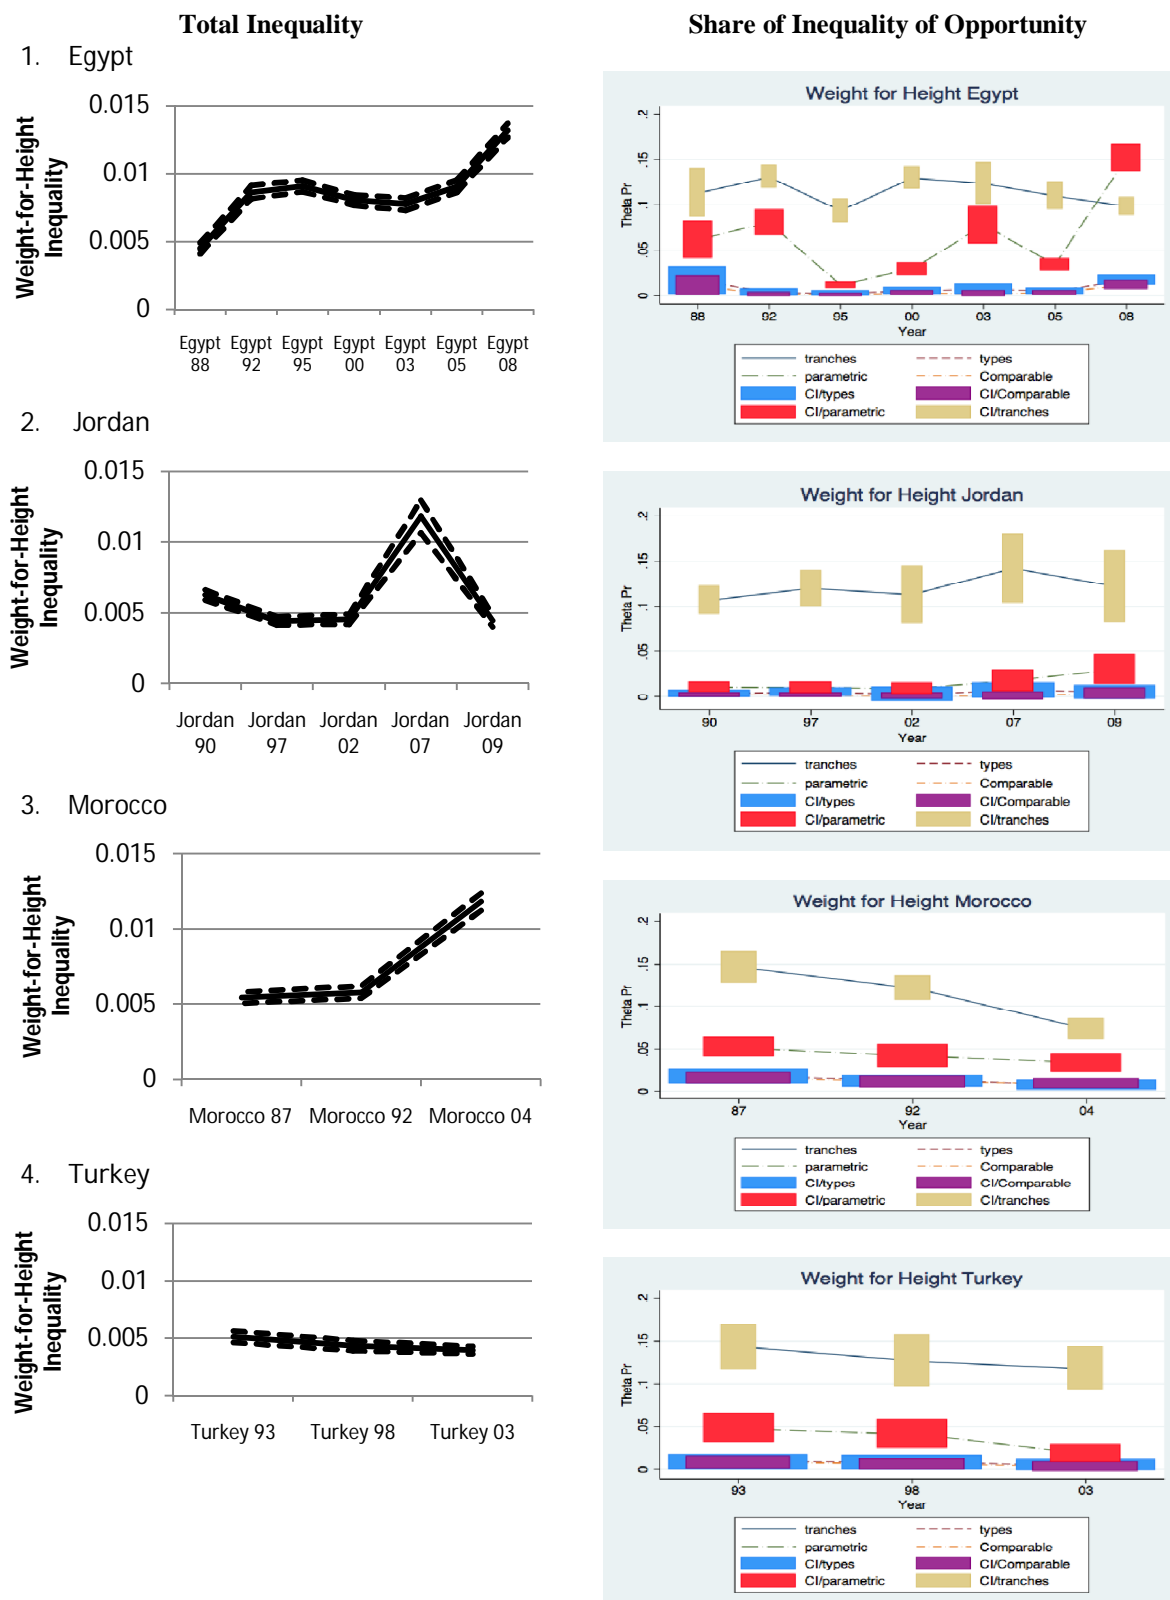 Total Inequality
Share of Inequality of Opportunity
1. Egypt
Weight-for-Height
Inequality
0.015
0.01
0.005
0
Egypt 88
Egypt 92
Egypt 95
Egypt 00
Egypt 03
Egypt 05
Egypt 08
Weight for Height Egypt
Theta Pr
.2
.15
.1
.05
0
88 92 95 00 03 05 08
Year
tranches types
parametric Comparable
CI/types CI/Comparable
CI/parametric CI/tranches
2. Jordan
Weight-for-Height
Inequality
0.015
0.01
0.005
0
Jordan 90
Jordan 97
Jordan 02
Jordan 07
Jordan 09
Weight for Height Jordan
Theta Pr
.2
.15
.1
.05
0
90 97 02 07 09
Year
tranches types
parametric Comparable
CI/types CI/Comparable
CI/parametric CI/tranches
3. Morocco
Weight-for-Height
Inequality
0.015
0.01
0.005
0
Morocco 87 Morocco 92 Morocco 04
Weight for Height Morocco
Theta Pr
.2
.15
.1
.05
0
87 92 04
Year
tranches types
parametric Comparable
CI/types CI/Comparable
CI/parametric CI/tranches
4. Turkey
Weight-for-Height
Inequality
0.015
0.01
0.005
0
Turkey 93 Turkey 98 Turkey 03
Weight for Height Turkey
Theta Pr
.2
.15
.1
.05
0
93 98 03
Year
tranches types
parametric Comparable
CI/types CI/Comparable
CI/parametric CI/tranches